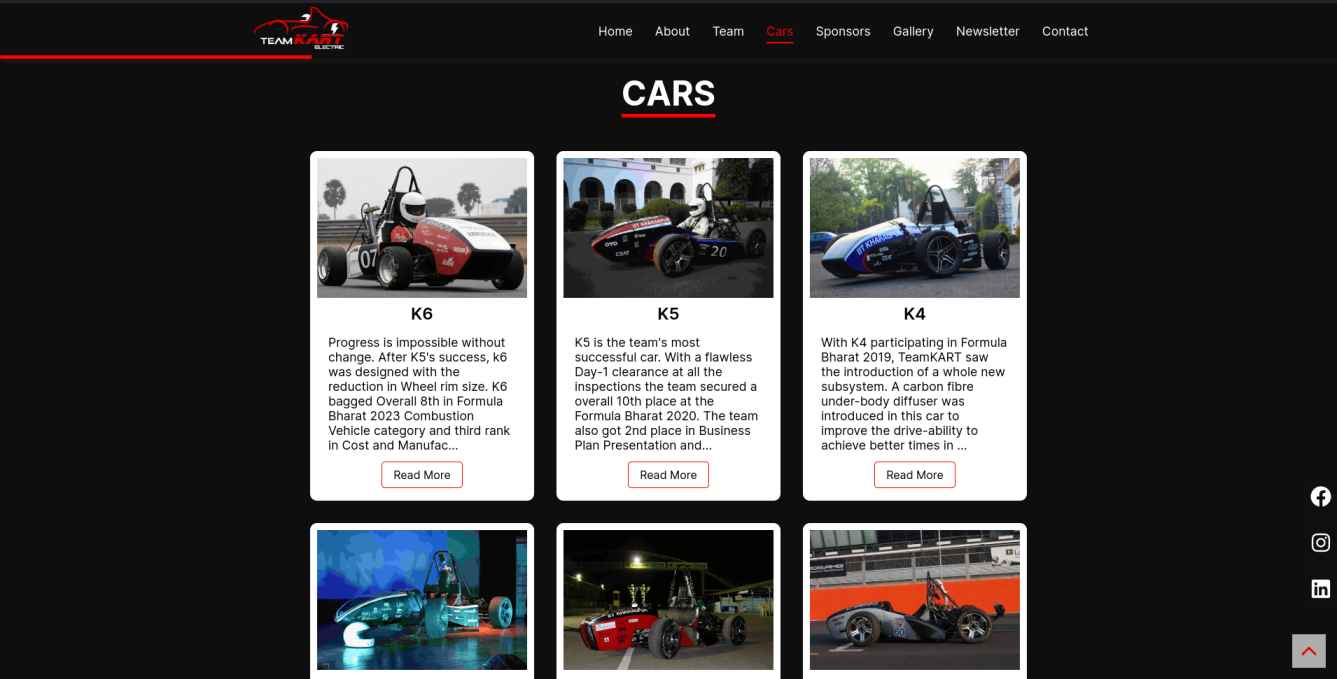 TEAM KART
ELECTRIC
Home About Team Cars Sponsors Gallery Newsletter Contact
CARS
07
IIT KHARAGPUR
20
IIT KHARAGPUR
K6
Progress is impossible without
change. After K5's success, k6
was designed with the
reduction in Wheel rim size. K6
bagged Overall 8th in Formula
Bharat 2023 Combustion
Vehicle category and third rank
in Cost and Manufac...
Read More
K5
K5 is the team's most
successful car. With a flawless
Day-1 clearance at all the
inspections the team secured a
overall 10th place at the
Formula Bharat 2020. The team
also got 2nd place in Business
Plan Presentation and...
Read More
K4
With K4 participating in Formula
Bharat 2019, TeamKART saw
the introduction of a whole new
subsystem. A carbon fibre
under-body diffuser was
introduced in this car to
improve the drive-ability to
achieve better times in ...
Read More